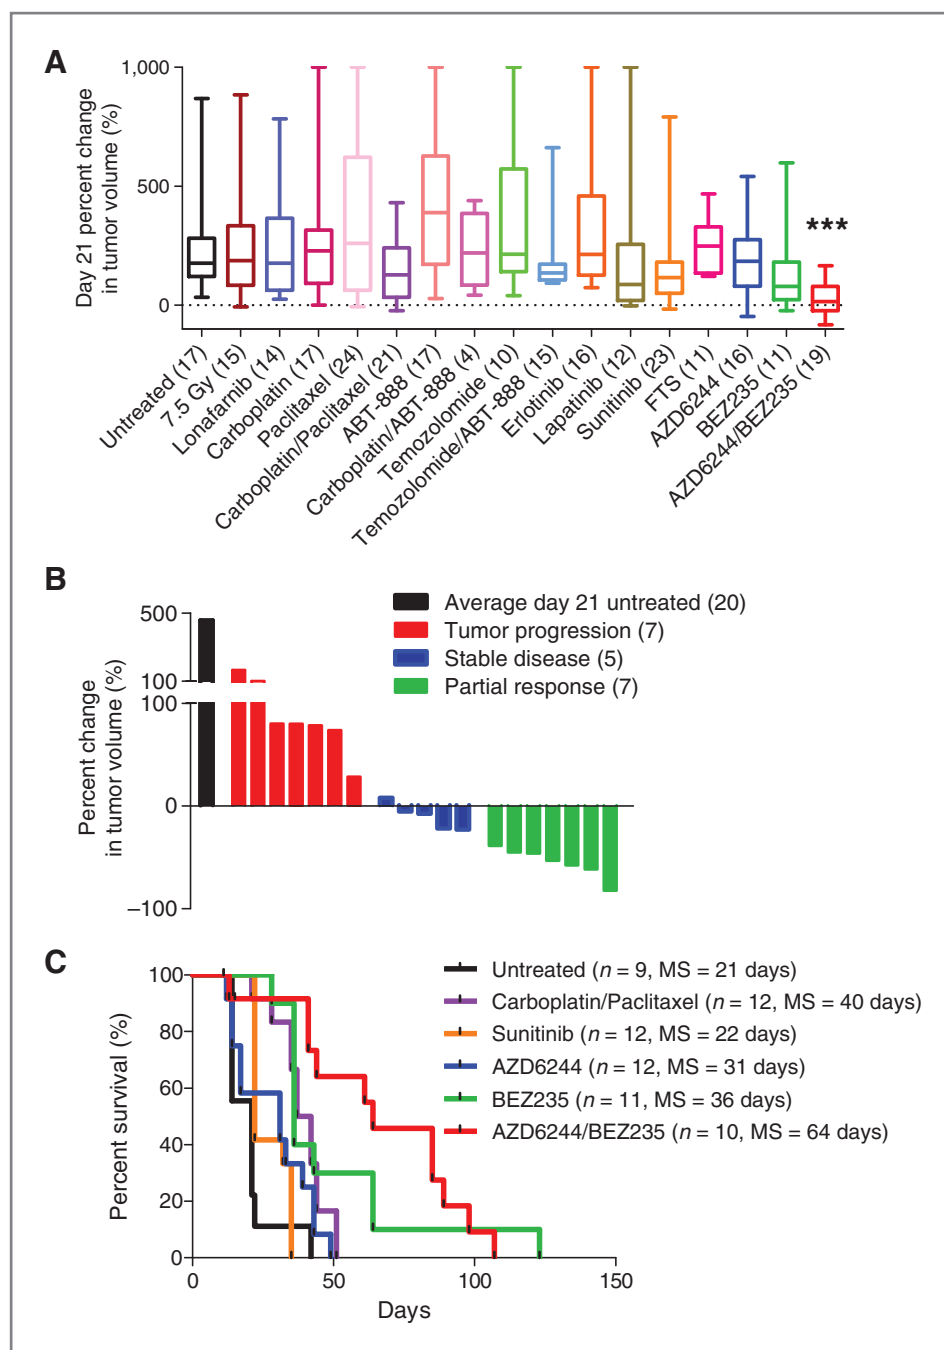 A
Day 21 percent change
in tumor volume (%)
1,000
500
0
***
Untreated (17)
7.5 Gy (15)
Lonafarnib (14)
Carboplatin (17)
Paclitaxel (24)
Carboplatin/Paclitaxel (21)
ABT-888 (17)
Carboplatin/ABT-888 (4)
Temozolomide (10)
Temozolomide/ABT-888 (15)
Erlotinib (16)
Lapatinib (12)
Sunitinib (23)
FTS (11)
AZD6244 (16)
BEZ235 (11)
AZD6244/BEZ235 (19)
B
Percent change
in tumor volume (%)
500
100
100
0
−100
Average day 21 untreated (20)
Tumor progression (7)
Stable disease (5)
Partial response (7)
C
Percent survival (%)
100
80
60
40
20
0
0 50 100 150
Days
Untreated (n = 9, MS = 21 days)
Carboplatin/Paclitaxel (n = 12, MS = 40 days)
Sunitinib (n = 12, MS = 22 days)
AZD6244 (n = 12, MS = 31 days)
BEZ235 (n = 11, MS = 36 days)
AZD6244/BEZ235 (n = 10, MS = 64 days)